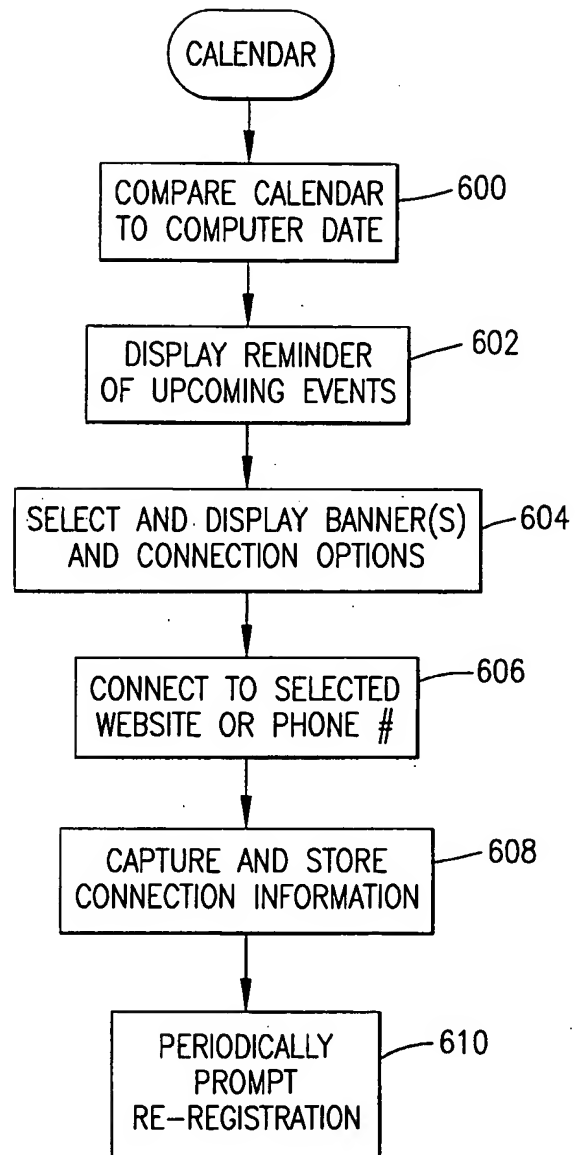 CALENDAR
COMPARE CALENDAR
TO COMPUTER DATE
600
DISPLAY REMINDER
OF UPCOMING EVENTS
602
SELECT AND DISPLAY BANNER(S)
AND CONNECTION OPTIONS
604
CONNECT TO SELECTED
WEBSITE OR PHONE #
606
CAPTURE AND STORE
CONNECTION INFORMATION
608
PERIODICALLY
PROMPT
RE-REGISTRATION
610